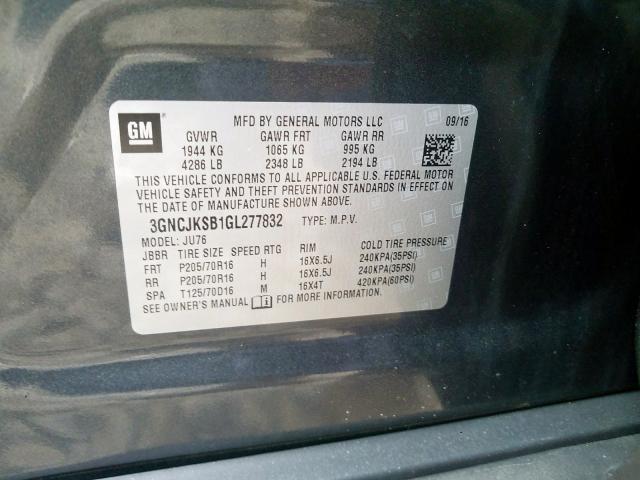 GM
MFD BY GENERAL MOTORS LLC 09/16
GVWR GAWR FRT GAWR RR
1944 KG 1065 KG 995 KG
4286 LB 2348 LB 2194 LB
THIS VEHICLE CONFORMS TO ALL APPLICABLE U.S. FEDERAL MOTOR
VEHICLE SAFETY AND THEFT PREVENTION STANDARDS IN EFFECT ON
THE DATE OF MANUFACTURE SHOWN ABOVE.
3GNCJKSB1GL277832 TYPE: M.P.V.
MODEL: JU76
JBBR TIRE SIZE SPEED RTG RIM COLD TIRE PRESSURE
FRT P205/70R16 H 16X6.5J 240KPA(35PSI)
RR P205/70R16 H 16X6.5J 240KPA(35PSI)
SPA T125/70D16 M 16X4T 420KPA(60PSI)
SEE OWNER'S MANUAL FOR MORE INFORMATION.